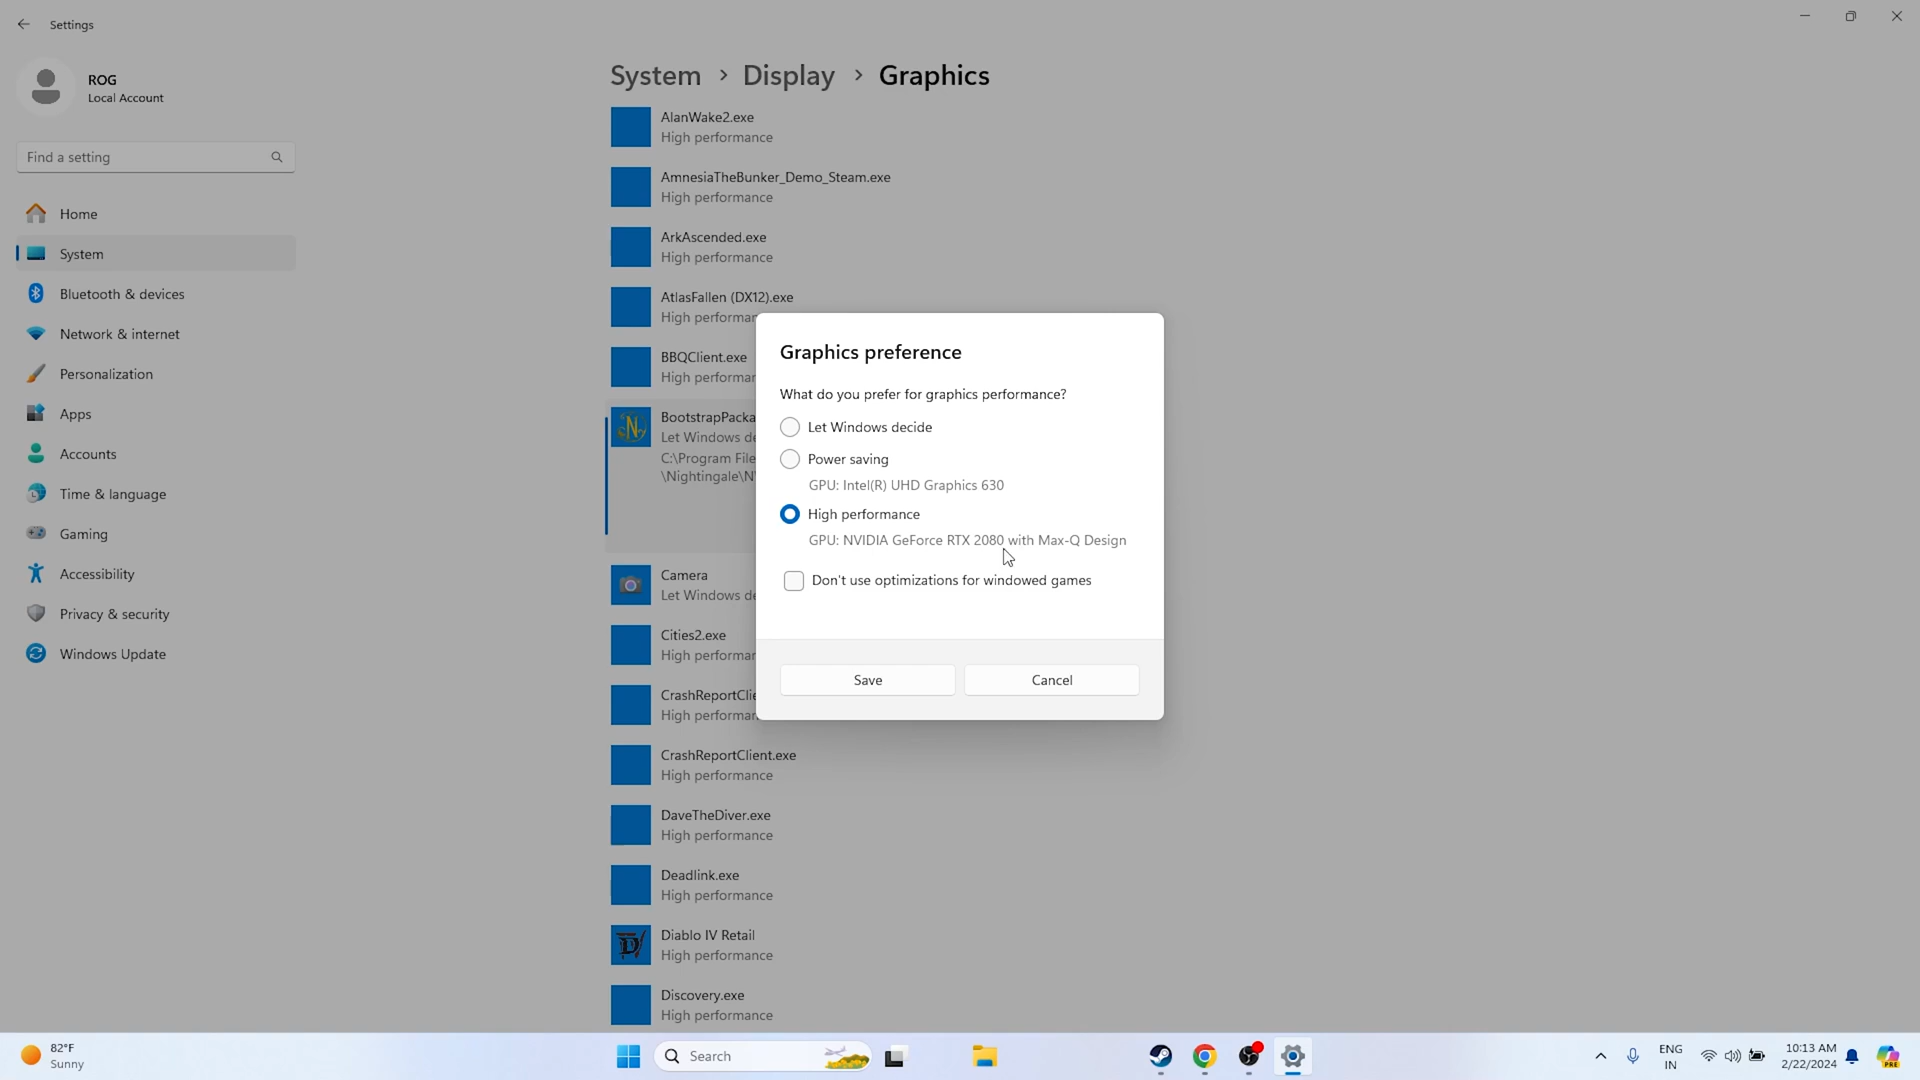 Settings
ROG
Local Account
Find a setting
Home
System
Bluetooth & devices
Network & internet
Personalization
Apps
Accounts
Time & language
Gaming
Accessibility
Privacy & security
Windows Update
System > Display > Graphics
AlanWake2.exe
High performance
AmnesiaTheBunker_Demo_Steam.exe
High performance
ArkAscended.exe
High performance
AtlasFallen (DX12).exe
High performan
BBQClient.exe
High performan
BootstrapPacka
Let Windows de
C:\Program File
\Nightingale\N
Camera
Let Windows de
Cities2.exe
High performan
CrashReportClie
High performan
CrashReportClient.exe
High performance
DaveTheDiver.exe
High performance
Deadlink.exe
High performance
Diablo IV Retail
High performance
Discovery.exe
High performance
Graphics preference
What do you prefer for graphics performance?
Let Windows decide
Power saving
GPU: Intel(R) UHD Graphics 630
High performance
GPU: NVIDIA GeForce RTX 2080 with Max-Q Design
Don't use optimizations for windowed games
Save
Cancel
82°F
Sunny
Search
ENG
IN
10:13 AM
2/22/2024
PRE